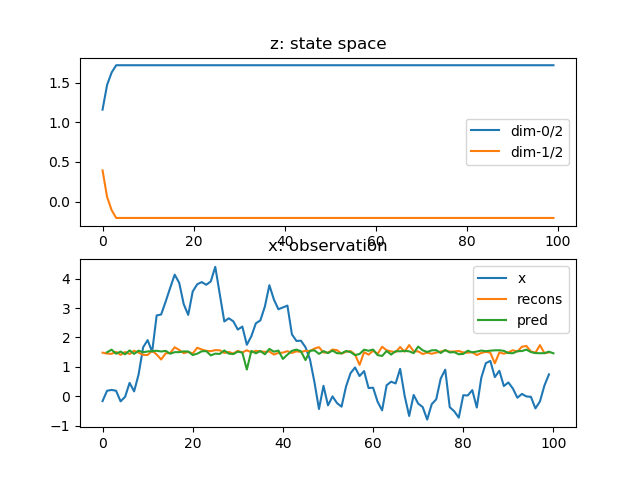 z: state space
1.5
1.0
0.5
0.0
dim-0/2
dim-1/2
0 20 40 60 80 100
x: observation
4
3
2
1
0
−1
x
recons
pred
0 20 40 60 80 100